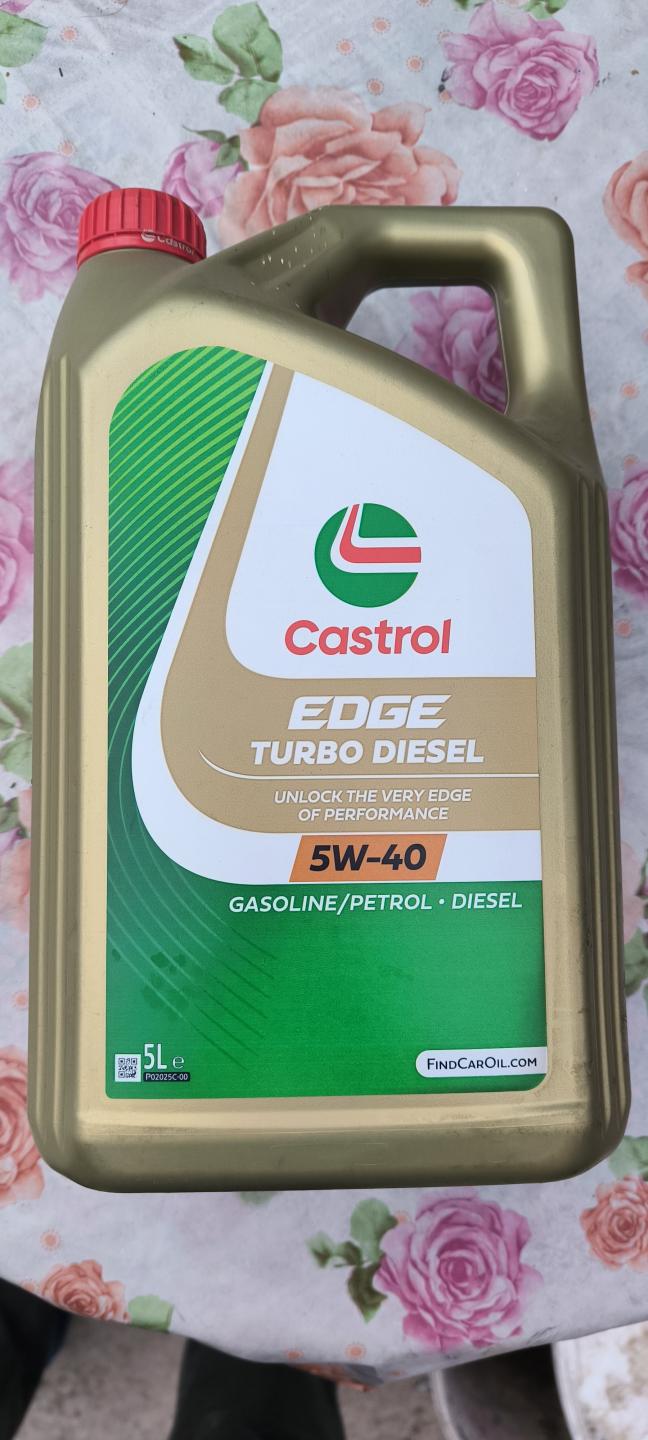 Castrol
Castrol
EDGE
TURBO DIESEL
UNLOCK THE VERY EDGE
OF PERFORMANCE
5W-40
GASOLINE/PETROL • DIESEL
5L e
P02025C-00
FINDCAROIL.COM